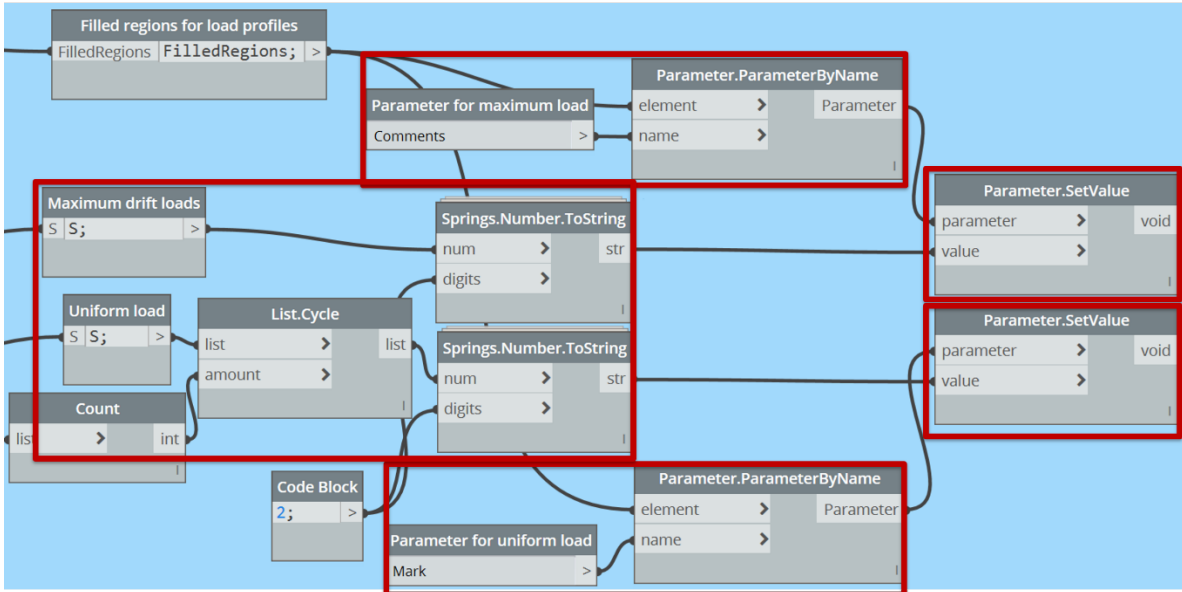 Filled regions for load profiles
FilledRegions FilledRegions; >
Parameter.ParameterByName
element > Parameter
name >
Parameter for maximum load
Comments >
Maximum drift loads
S S; >
Springs.Number.ToString
num > str
digits >
Parameter.SetValue
parameter > void
value >
Uniform load
S S; >
List.Cycle
list > list
amount >
Springs.Number.ToString
num > str
digits >
Parameter.SetValue
parameter > void
value >
Count
list > int
Code Block
2; >
Parameter.ParameterByName
element > Parameter
name >
Parameter for uniform load
Mark >